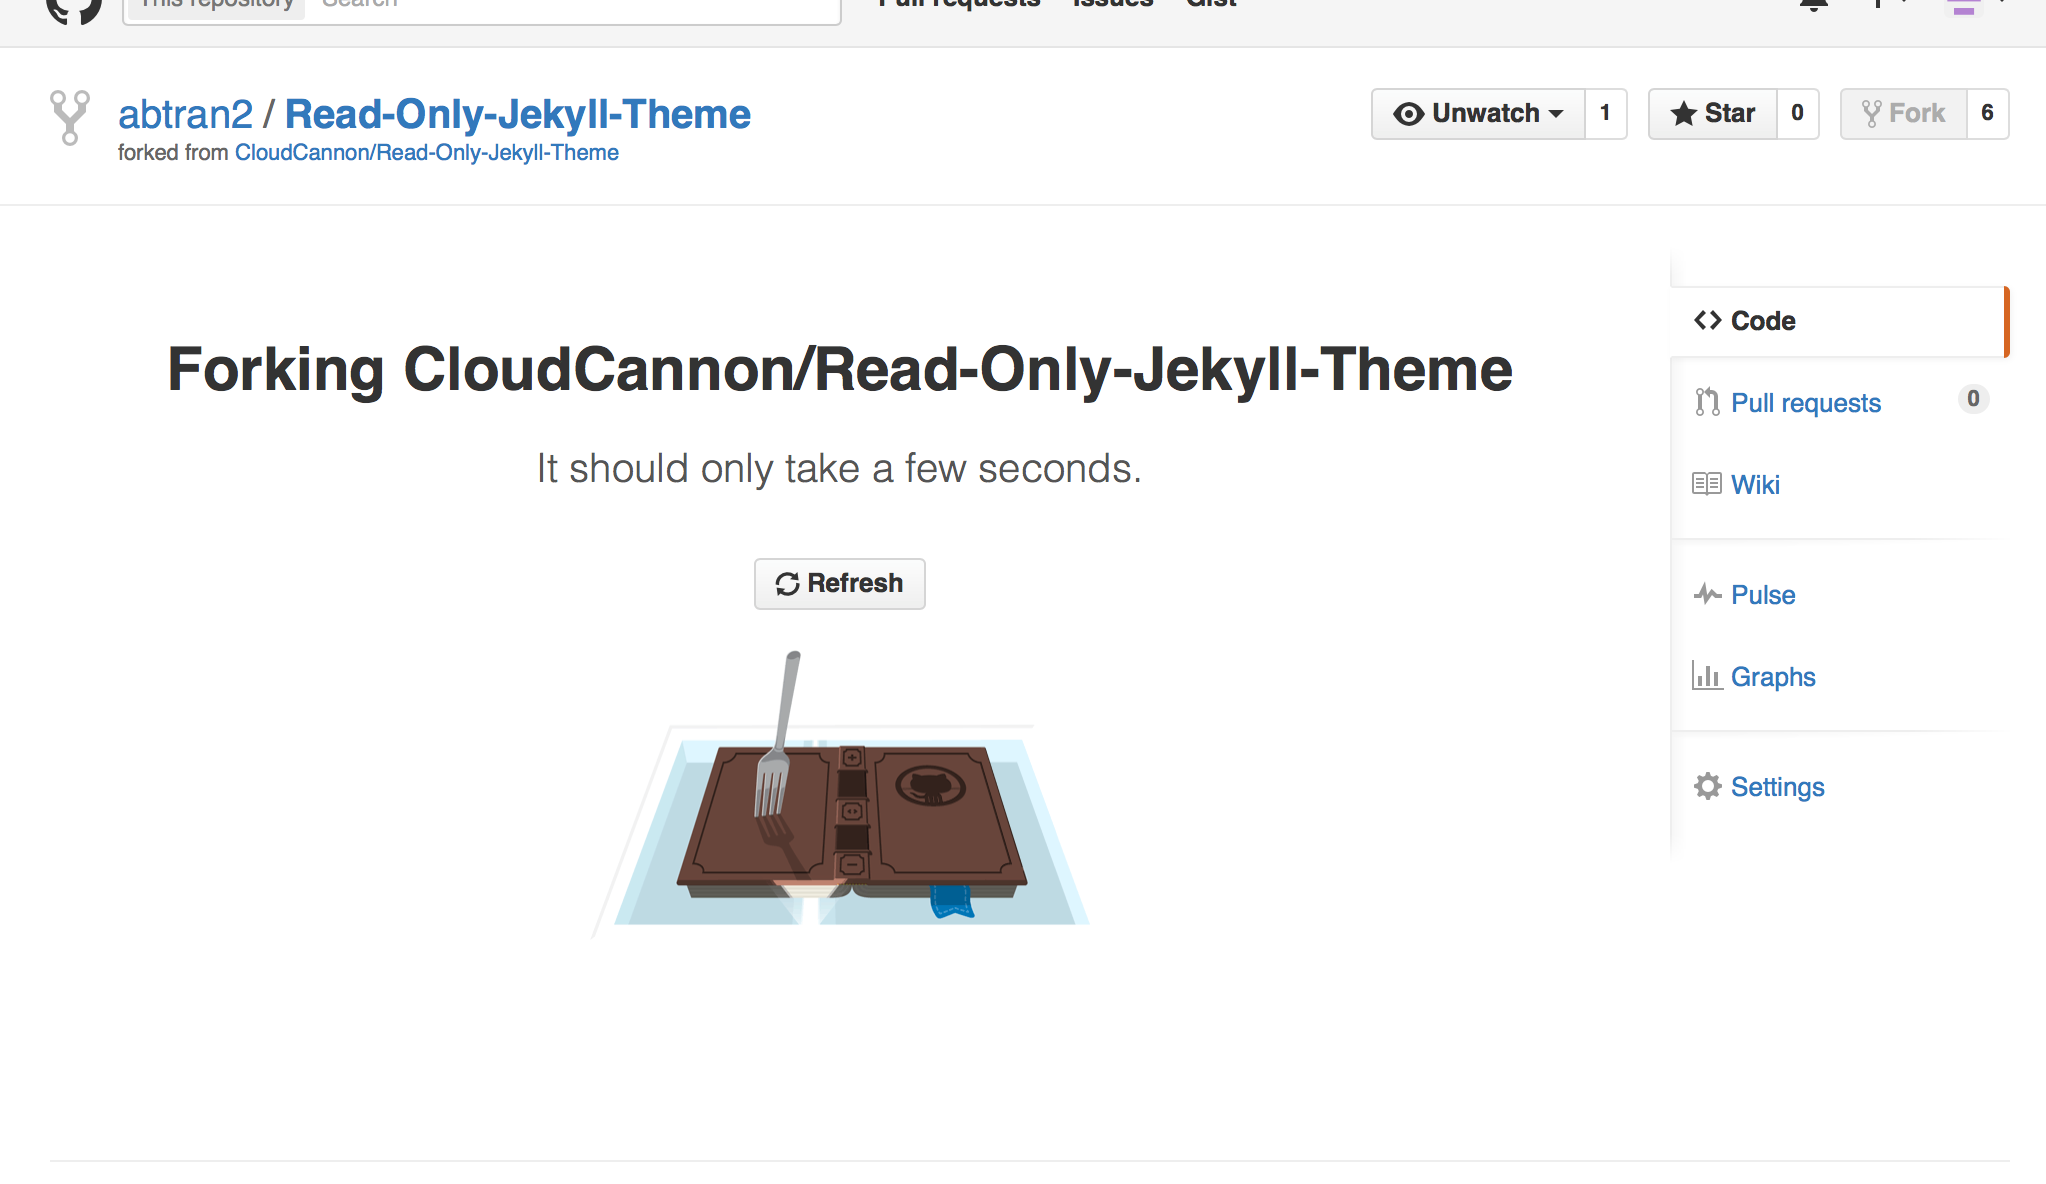 This repository Search Pull requests Issues Gist
abtran2 / Read-Only-Jekyll-Theme
forked from CloudCannon/Read-Only-Jekyll-Theme
Unwatch 1 Star 0 Fork 6
Forking CloudCannon/Read-Only-Jekyll-Theme
It should only take a few seconds.
Refresh
Code
Pull requests 0
Wiki
Pulse
Graphs
Settings